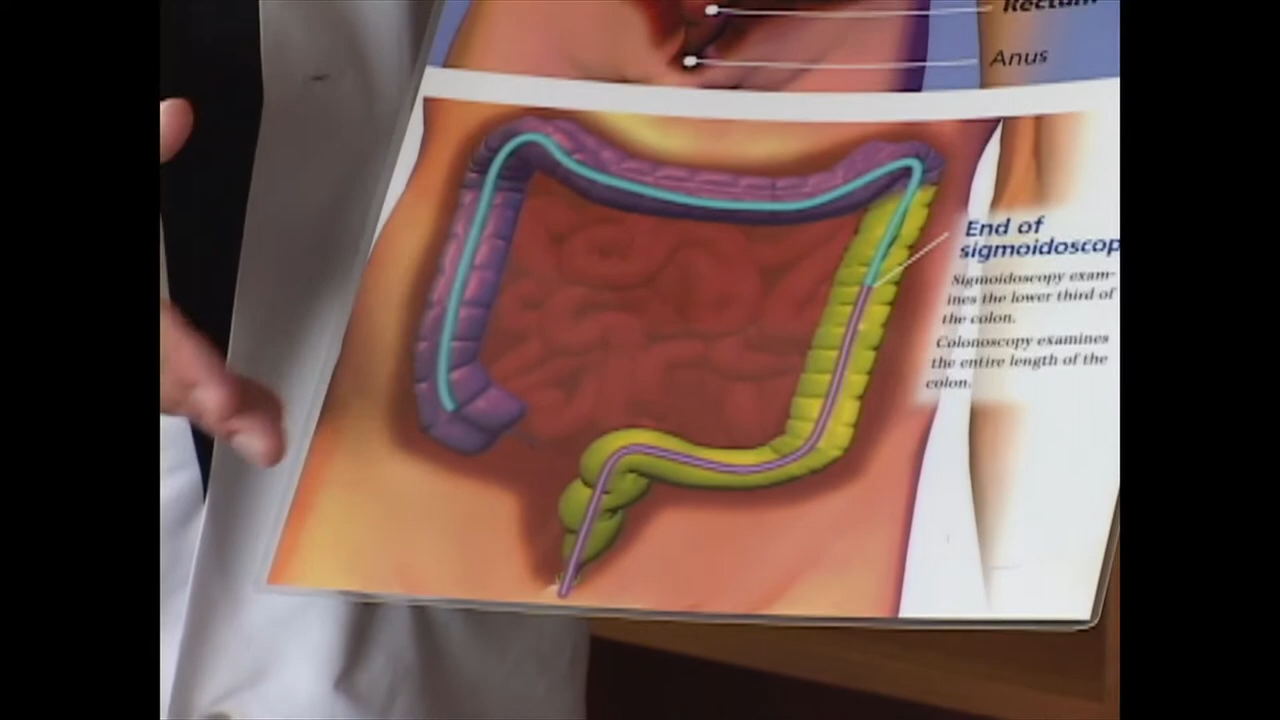 Rectum
Anus
End of
sigmoidoscop
Sigmoidoscopy exam-
ines the lower third of
the colon.
Colonoscopy examines
the entire length of the
colon.